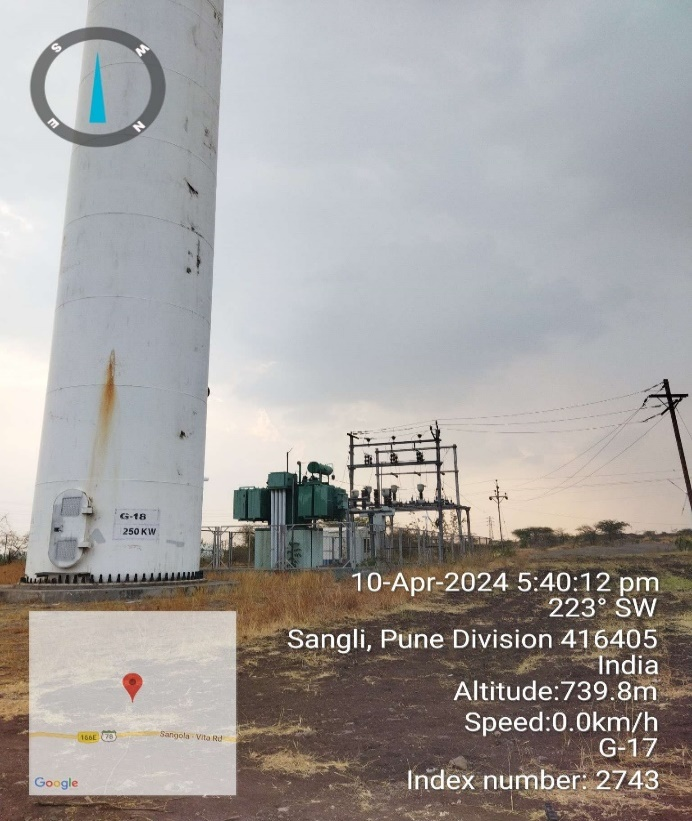 S
W
E
N
G-18
250 KW
10-Apr-2024 5:40:12 pm
223° SW
Sangli, Pune Division 416405
India
Altitude:739.8m
Speed:0.0km/h
G-17
Index number: 2743
Sangola - Vita Rd
166E 78
Google